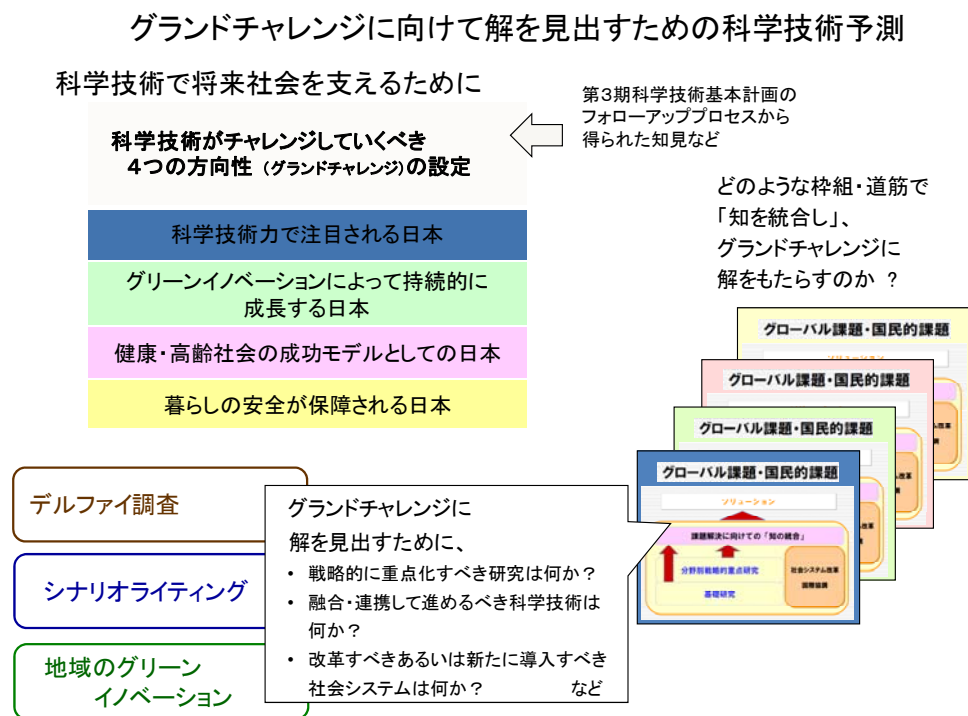 グランドチャレンジに向けて解を見出すための科学技術予測
科学技術で将来社会を支えるために
第3期科学技術基本計画の
フォローアッププロセスから
得られた知見など
科学技術がチャレンジしていくべき
4つの方向性 (グランドチャレンジ)の設定
科学技術力で注目される日本
グリーンイノベーションによって持続的に
成長する日本
健康・高齢社会の成功モデルとしての日本
暮らしの安全が保障される日本
どのような枠組・道筋で
「知を統合し」、
グランドチャレンジに
解をもたらすのか ?
グローバル課題・国民的課題
ソリューション
グローバル課題・国民的課題
グローバル課題・国民的課題
グローバル課題・国民的課題
ソリューション
課題解決に向けての「知の統合」
分野別戦略的重点研究
基礎研究
社会システム改革
国際協調
デルファイ調査
シナリオライティング
地域のグリーン
イノベーション
グランドチャレンジに
解を見出すために、
• 戦略的に重点化すべき研究は何か?
• 融合・連携して進めるべき科学技術は
何か?
• 改革すべきあるいは新たに導入すべき
社会システムは何か? など